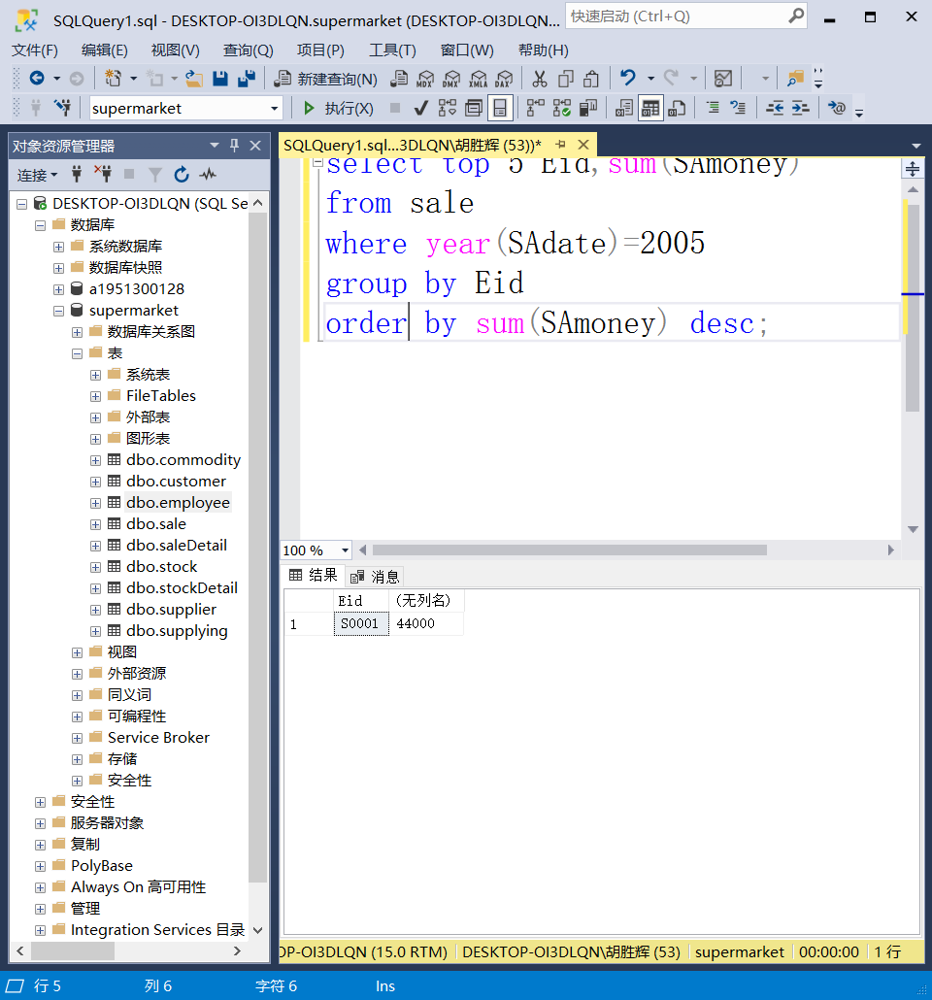 SQLQuery1.sql - DESKTOP-OI3DLQN.supermarket (DESKTOP-OI3DLQN...
快速启动 (Ctrl+Q)
文件(F) 编辑(E) 视图(V) 查询(Q) 项目(P) 工具(T) 窗口(W) 帮助(H)
新建查询(N) MDX DMX XMLA DAX
supermarket 执行(X)
对象资源管理器
连接
DESKTOP-OI3DLQN (SQL Se
数据库
系统数据库
数据库快照
a1951300128
supermarket
数据库关系图
表
系统表
FileTables
外部表
图形表
dbo.commodity
dbo.customer
dbo.employee
dbo.sale
dbo.saleDetail
dbo.stock
dbo.stockDetail
dbo.supplier
dbo.supplying
视图
外部资源
同义词
可编程性
Service Broker
存储
安全性
安全性
服务器对象
复制
PolyBase
Always On 高可用性
管理
Integration Services 目录
SQLQuery1.sql...3DLQN\胡胜辉 (53))*
select top 5 Eid,sum(SAmoney)
from sale
where year(SAdate)=2005
group by Eid
order by sum(SAmoney) desc;
100 %
结果 消息
Eid (无列名)
1 S0001 44000
OP-OI3DLQN (15.0 RTM) DESKTOP-OI3DLQN\胡胜辉 (53) supermarket 00:00:00 1 行
行 5 列 6 字符 6 Ins